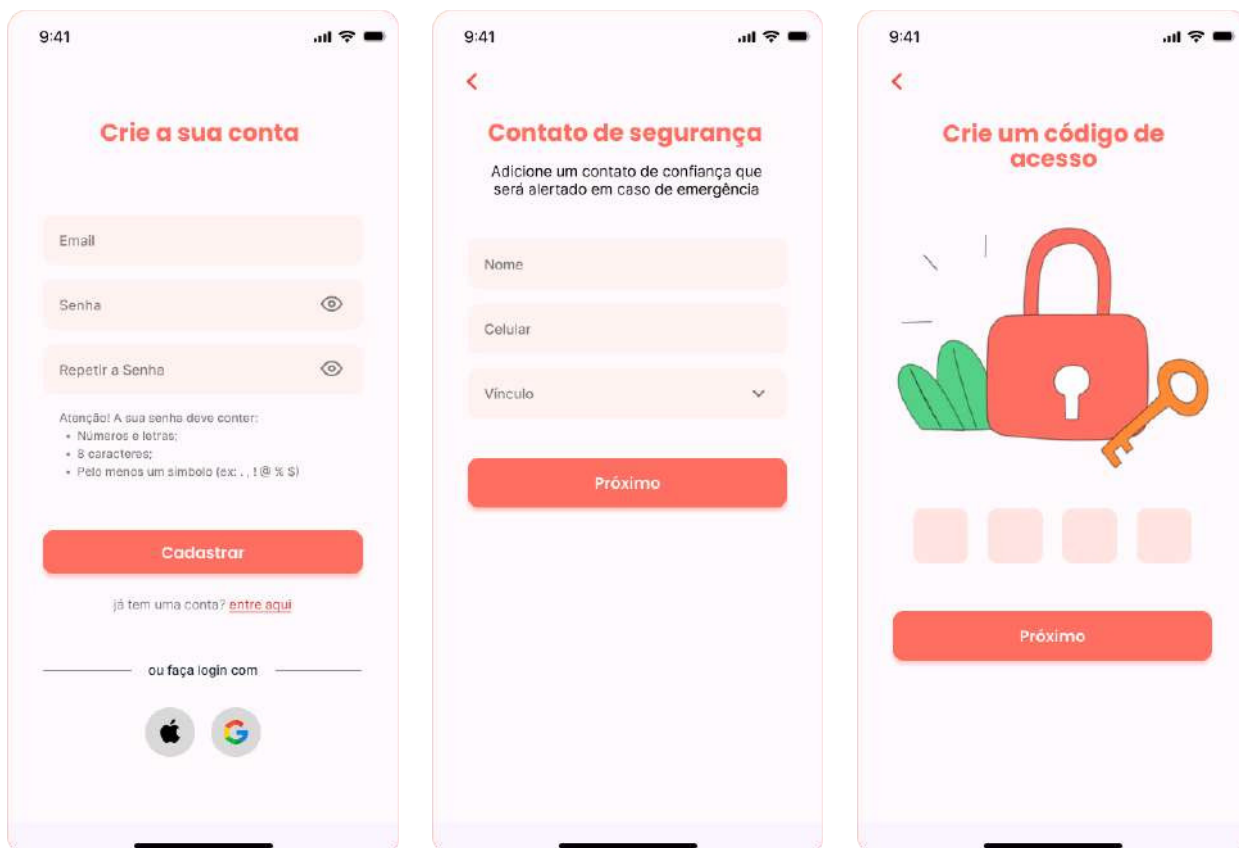 9:41
Crie a sua conta
Email
Senha
Repetir a Senha
Atenção! A sua senha deve conter:
• Números e letras;
• 8 caracteres;
• Pelo menos um símbolo (ex: . , ! @ % $)
Cadastrar
já tem uma conta? entre aqui
ou faça login com
9:41
Contato de segurança
Adicione um contato de confiança que
será alertado em caso de emergência
Nome
Celular
Vínculo
Próximo
9:41
Crie um código de
acesso
Próximo